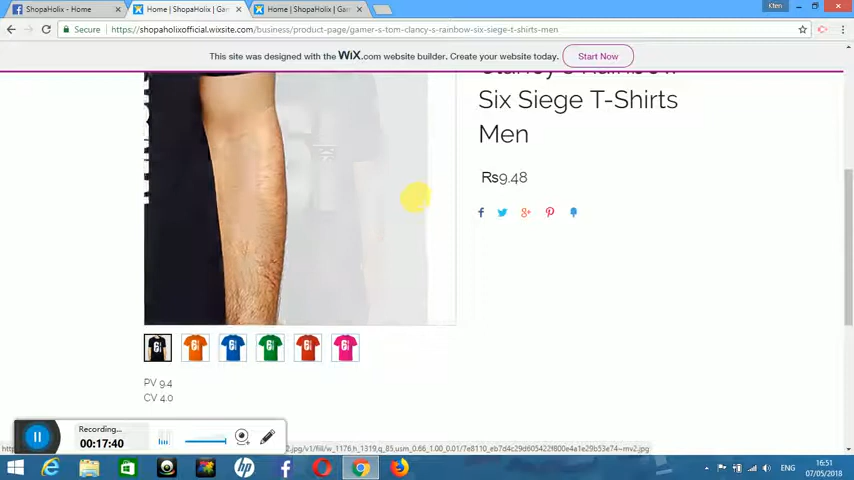 ShopaHolix - Home
Home | ShopaHolix | Gam
Home | ShopaHolix | Gam
Kten
Secure
https://shopaholixofficial.wixsite.com/business/product-page/gamer-s-tom-clancy-s-rainbow-six-siege-t-shirts-men
This site was designed with the WiX.com website builder. Create your website today.
Start Now
Clancy's Rainbow
Six Siege T-Shirts
Men
Rs9.48
PV 9.4
CV 4.0
Recording...
00:17:40
ENG
16:51
07/05/2018